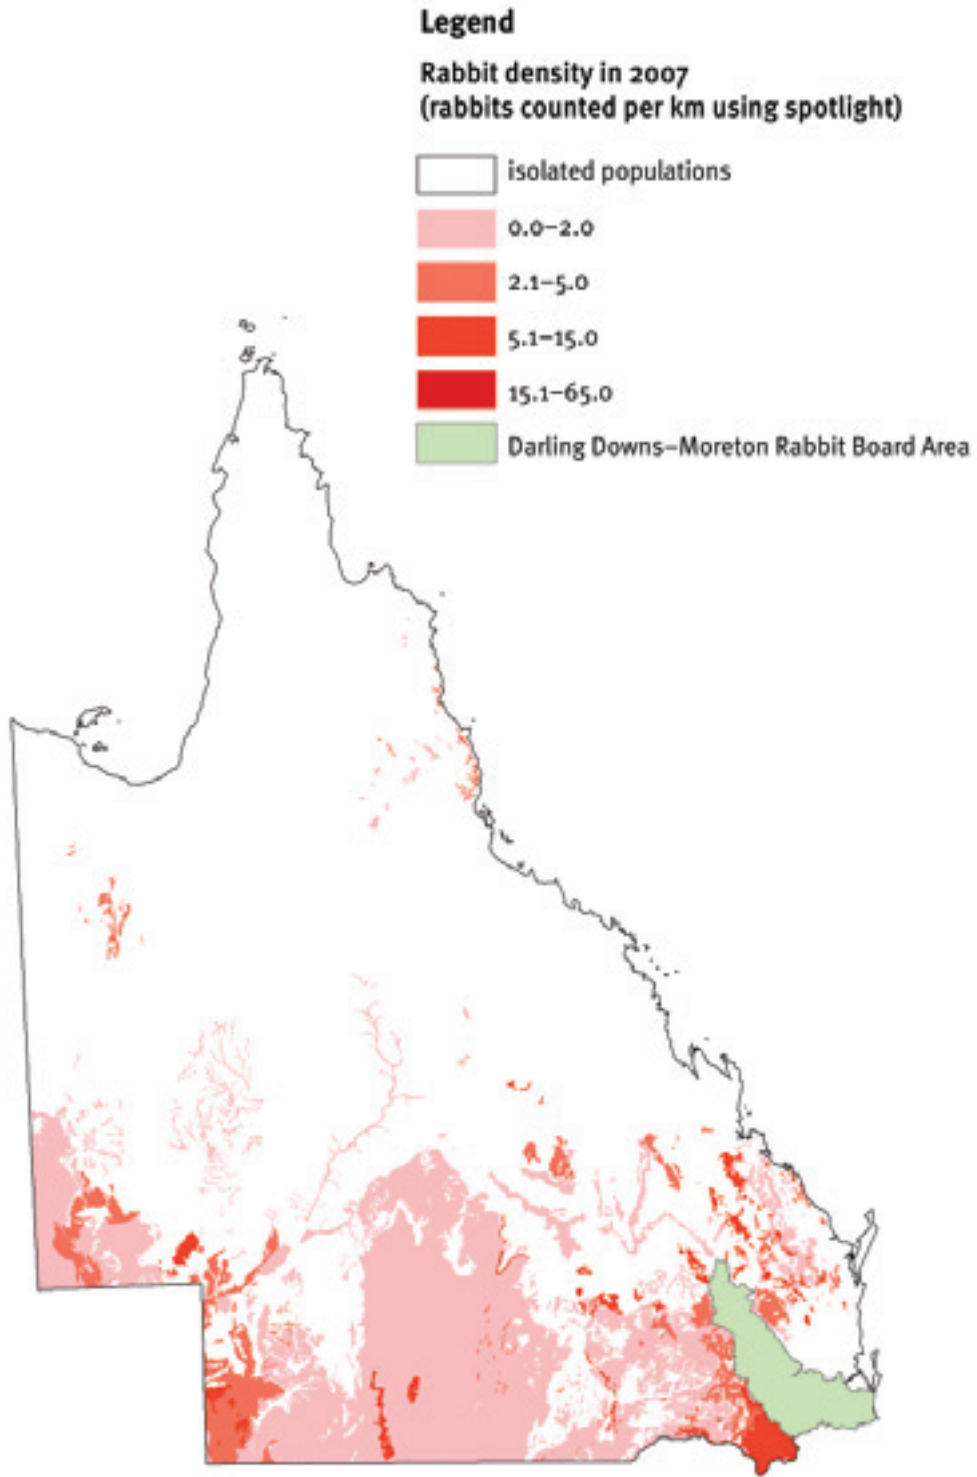 Legend
Rabbit density in 2007
(rabbits counted per km using spotlight)
isolated populations
0.0–2.0
2.1–5.0
5.1–15.0
15.1–65.0
Darling Downs–Moreton Rabbit Board Area